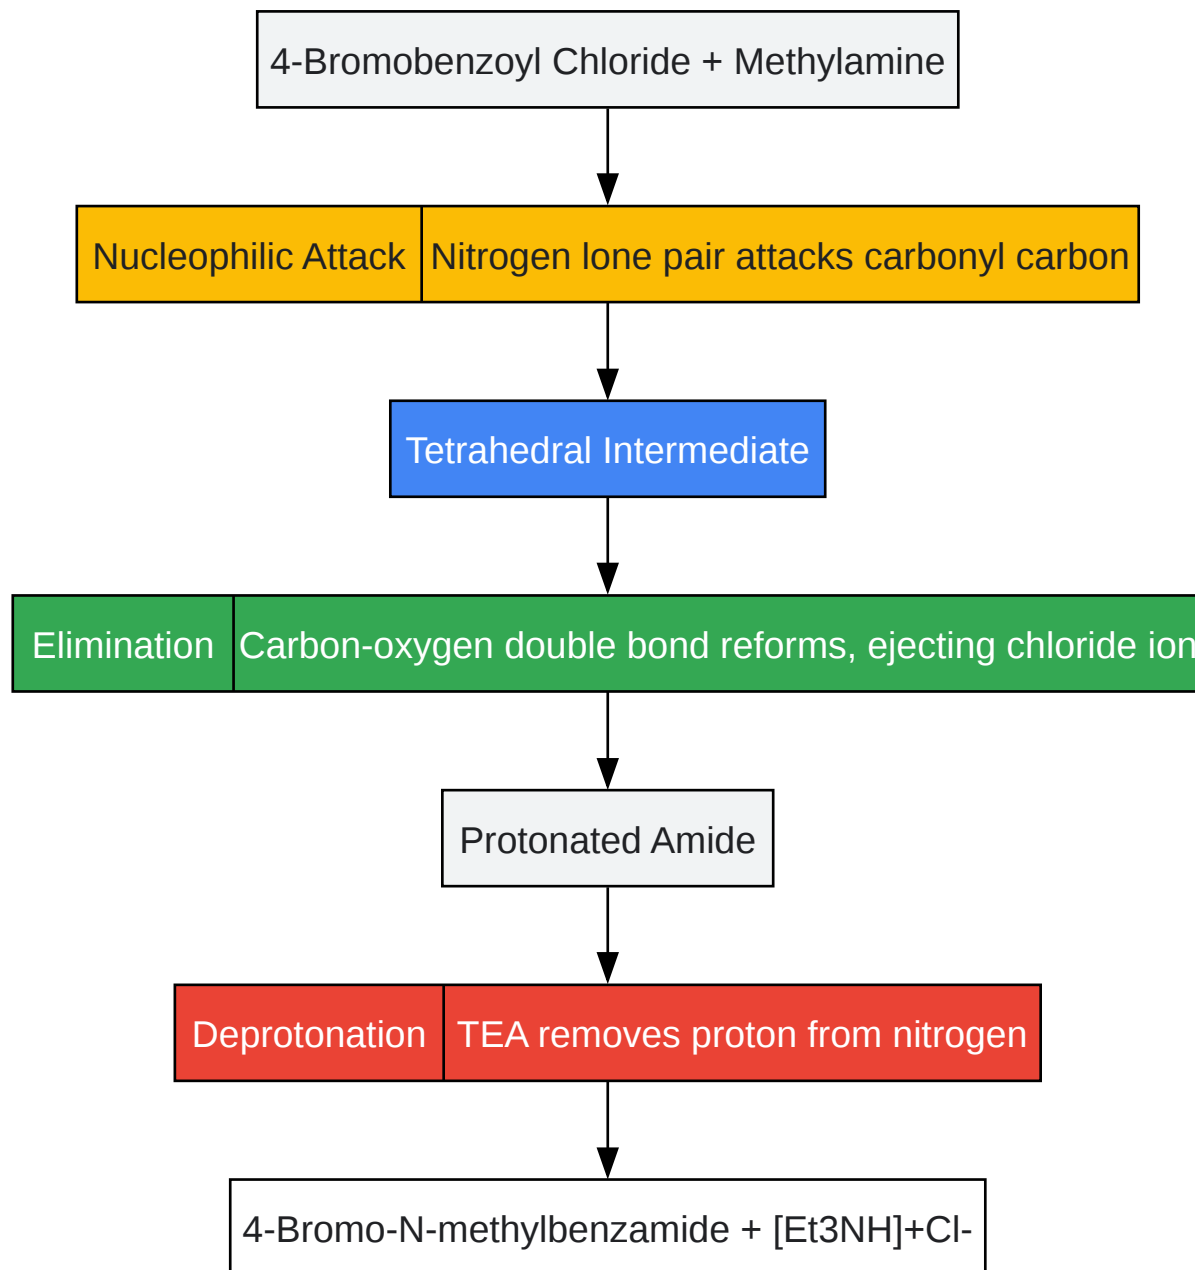 4-Bromobenzoyl Chloride + Methylamine
Nucleophilic Attack
Nitrogen lone pair attacks carbonyl carbon
Tetrahedral Intermediate
Elimination
Carbon-oxygen double bond reforms, ejecting chloride ion
Protonated Amide
Deprotonation
TEA removes proton from nitrogen
4-Bromo-N-methylbenzamide + [Et3NH]+Cl-